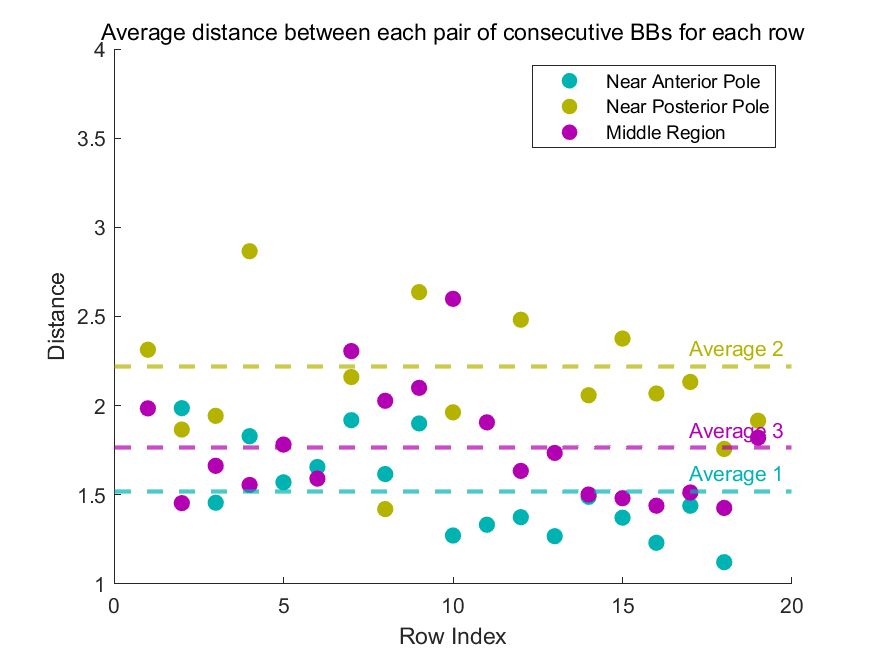 Average distance between each pair of consecutive BBs for each row
4
3.5
3
2.5
2
1.5
1
Distance
Near Anterior Pole
Near Posterior Pole
Middle Region
Average 2
Average 3
Average 1
0 5 10 15 20
Row Index